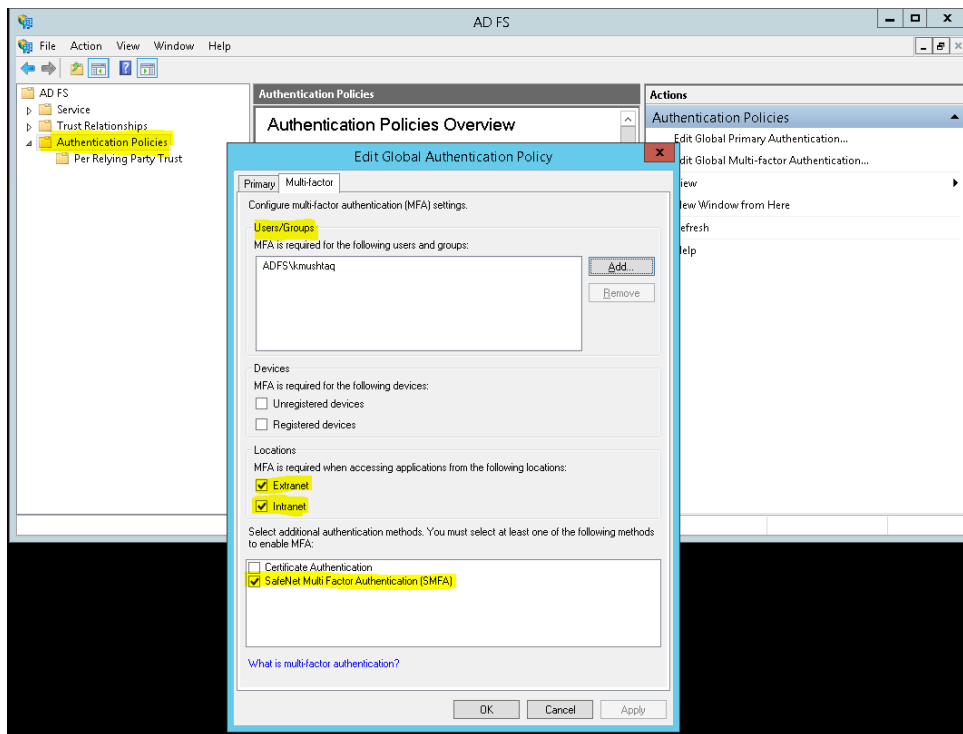 AD FS
File Action View Window Help
AD FS
Service
Trust Relationships
Authentication Policies
Per Relying Party Trust
Authentication Policies
Authentication Policies Overview
Actions
Authentication Policies
Edit Global Primary Authentication...
dit Global Multi-factor Authentication...
iew
lew Window from Here
efresh
lelp
Edit Global Authentication Policy
Primary Multi-factor
Configure multi-factor authentication (MFA) settings.
Users/Groups
MFA is required for the following users and groups:
ADFS\kmushtaq
Add...
Remove
Devices
MFA is required for the following devices:
Unregistered devices
Registered devices
Locations
MFA is required when accessing applications from the following locations:
Extranet
Intranet
Select additional authentication methods. You must select at least one of the following methods
to enable MFA:
Certificate Authentication
SafeNet Multi Factor Authentication (SMFA)
What is multi-factor authentication?
OK Cancel Apply